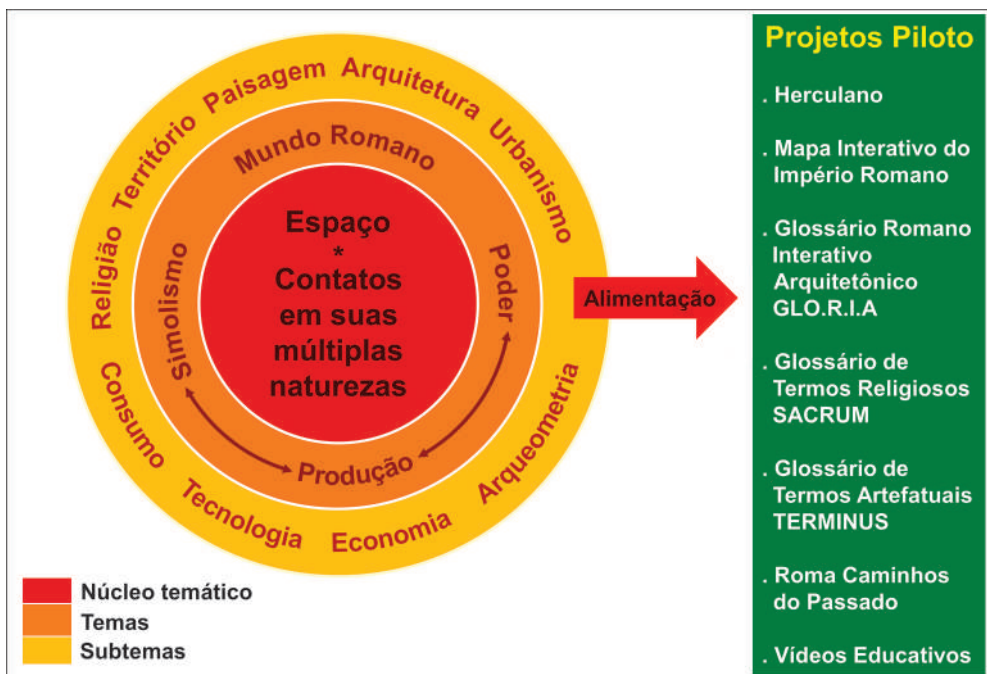 Religião Território Paisagem Arquitetura Urbanismo
Consumo Tecnologia Economia Arqueometria
Mundo Romano
Simolismo
Poder
Produção
Espaço
*
Contatos
em suas
múltiplas
naturezas
Alimentação
Núcleo temático
Temas
Subtemas
Projetos Piloto
. Herculano
. Mapa Interativo do
Império Romano
. Glossário Romano
Interativo
Arquitetônico
GLO.R.I.A
. Glossário de
Termos Religiosos
SACRUM
. Glossário de
Termos Artefatuais
TERMINUS
. Roma Caminhos
do Passado
. Vídeos Educativos